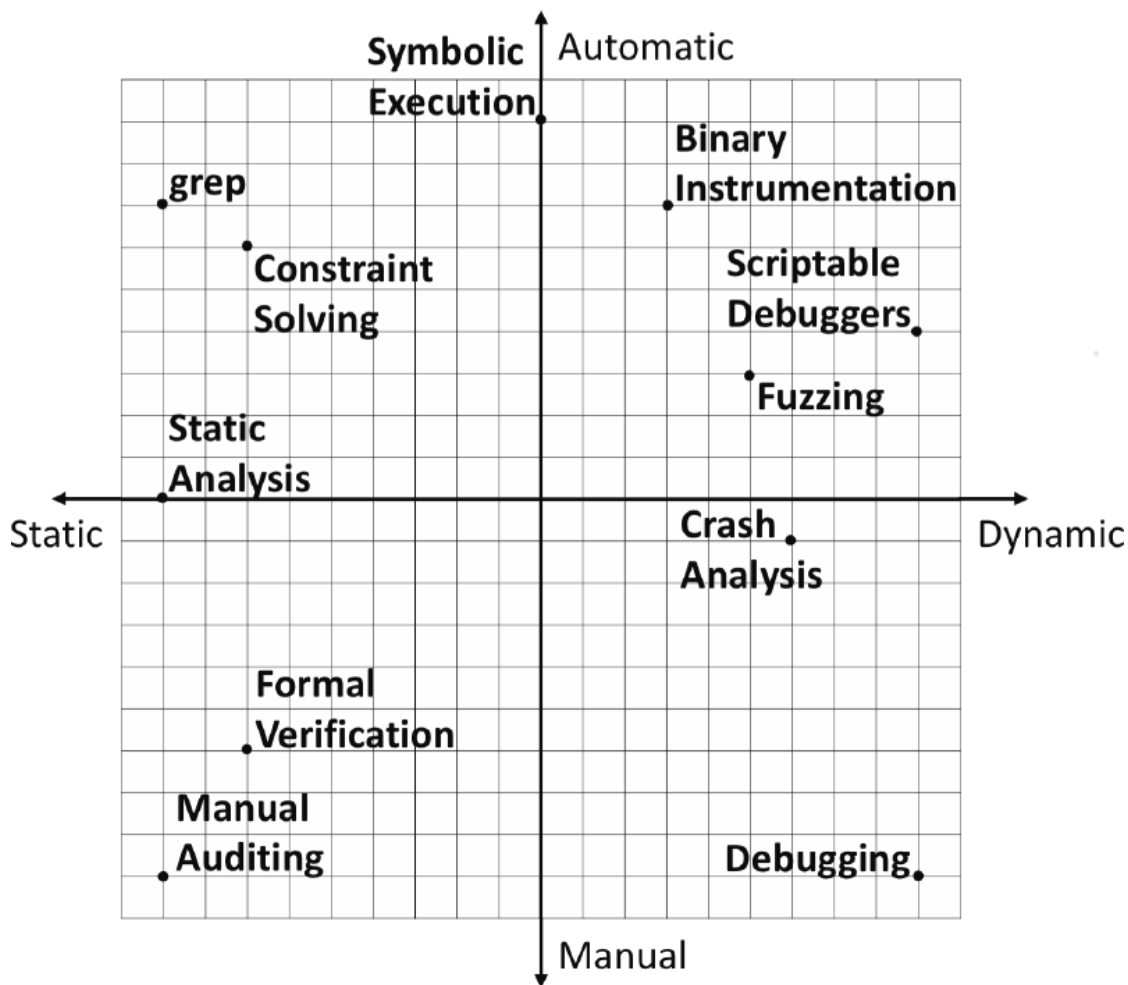 Symbolic
Execution
Automatic
Binary
Instrumentation
grep
Constraint
Solving
Scriptable
Debuggers
Fuzzing
Static
Analysis
Static
Dynamic
Crash
Analysis
Formal
Verification
Manual
Auditing
Debugging
Manual